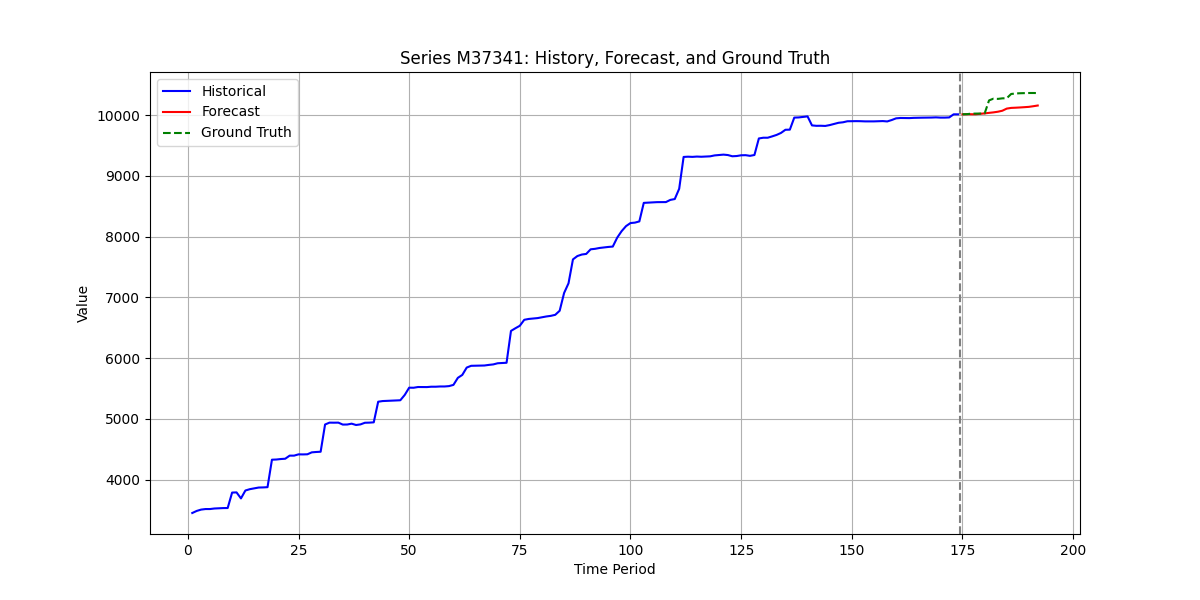 Series M37341: History, Forecast, and Ground Truth
Historical
Forecast
Ground Truth
Value
10000
9000
8000
7000
6000
5000
4000
0 25 50 75 100 125 150 175 200
Time Period